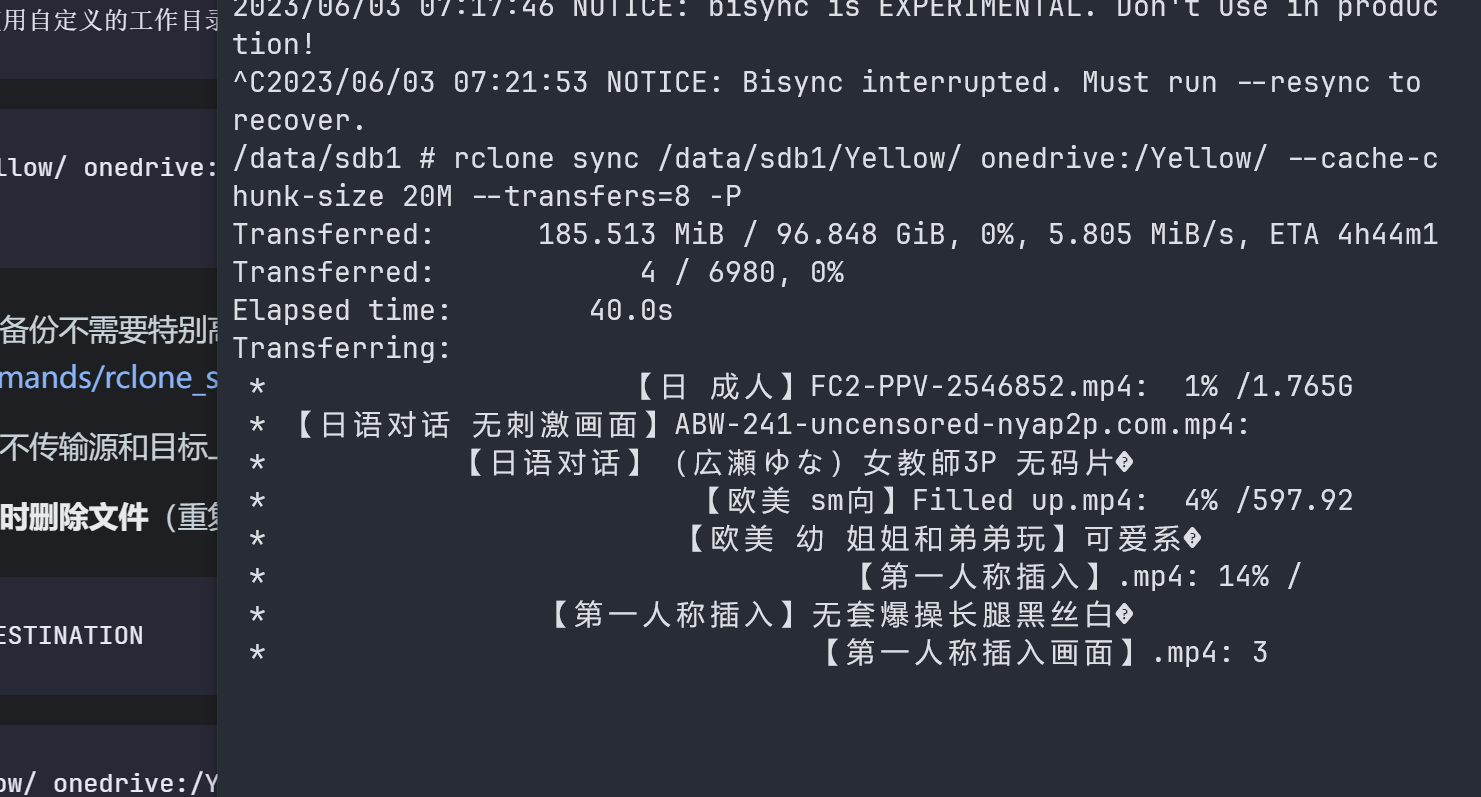 用自定义的工作目录
2023/06/03 07:17:46 NOTICE: bisync is EXPERIMENTAL. Don't use in produc
tion!
^C2023/06/03 07:21:53 NOTICE: Bisync interrupted. Must run --resync to
recover.
llow/ onedrive:
/data/sdb1 # rclone sync /data/sdb1/Yellow/ onedrive:/Yellow/ --cache-c
hunk-size 20M --transfers=8 -P
Transferred: 185.513 MiB / 96.848 GiB, 0%, 5.805 MiB/s, ETA 4h44m1
Transferred: 4 / 6980, 0%
Elapsed time: 40.0s
备份不需要特别
Transferring:
mands/rclone_s
* 【日 成人】FC2-PPV-2546852.mp4: 1% /1.765G
* 【日语对话 无刺激画面】ABW-241-uncensored-nyap2p.com.mp4:
不传输源和目标
* 【日语对话】（広瀬ゆな）女教師3P 无码片�
* 【欧美 sm向】Filled up.mp4: 4% /597.92
时删除文件（重
* 【欧美 幼 姐姐和弟弟玩】可爱系�
* 【第一人称插入】.mp4: 14% /
* 【第一人称插入】无套爆操长腿黑丝白�
ESTINATION
* 【第一人称插入画面】.mp4: 3
ow/ onedrive:/Y